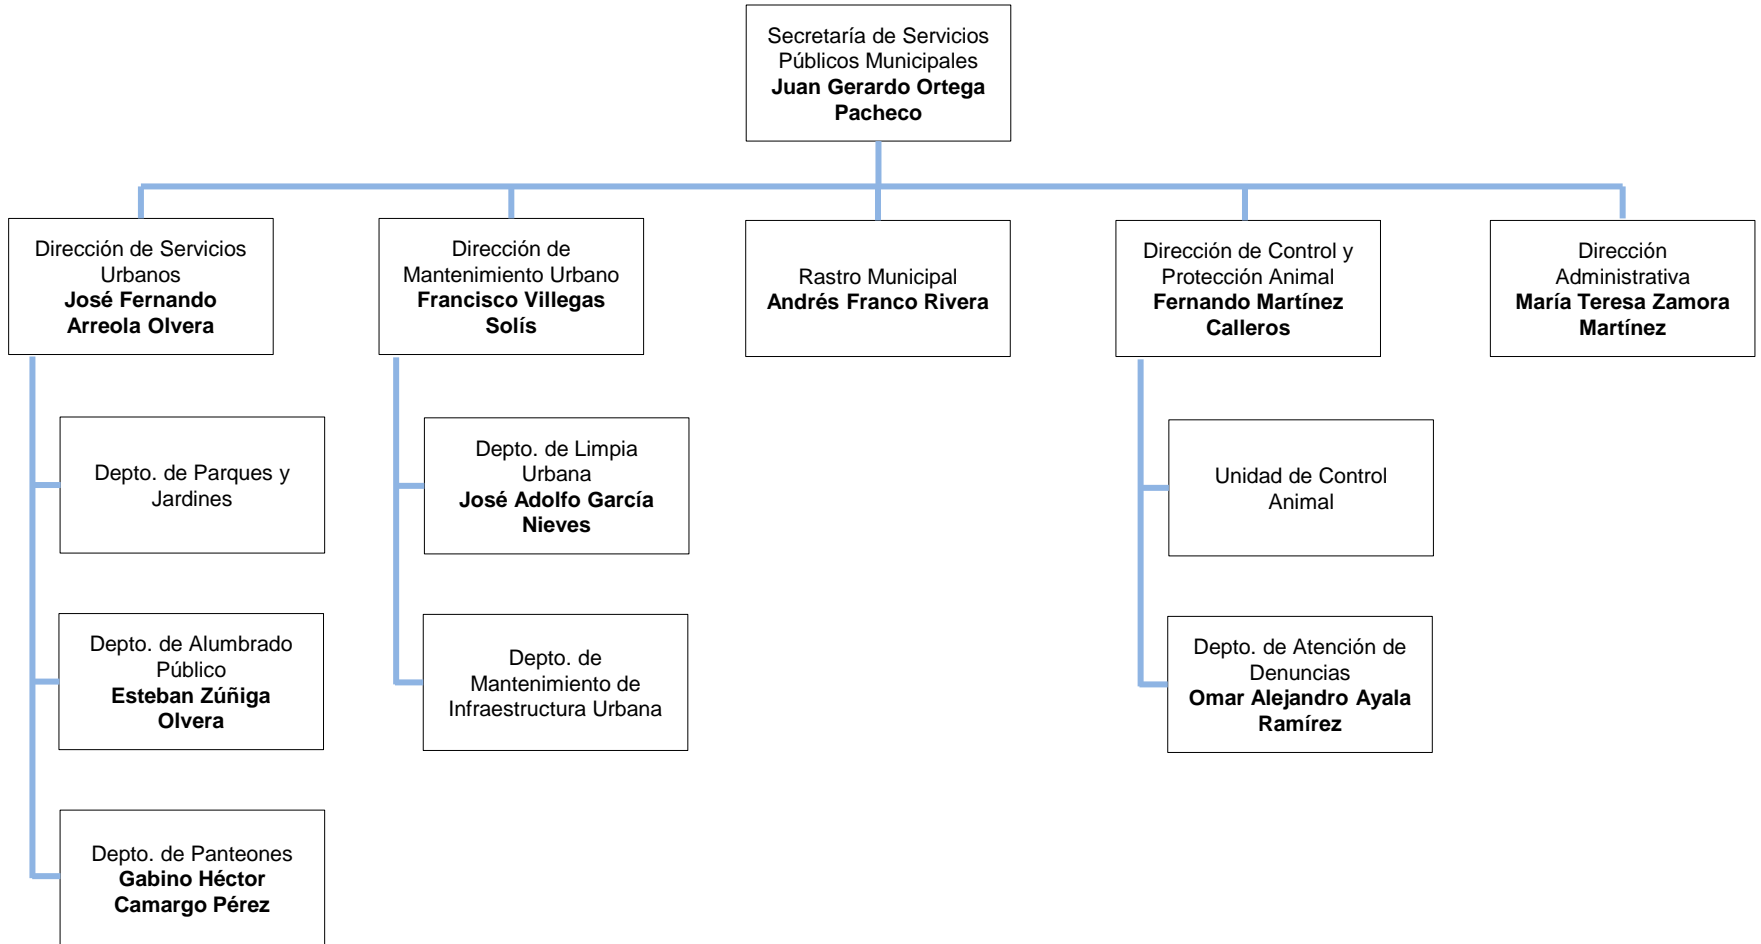 Secretaría de Servicios
Públicos Municipales
Juan Gerardo Ortega
Pacheco
Dirección de Servicios
Urbanos
José Fernando
Arreola Olvera
Dirección de
Mantenimiento Urbano
Francisco Villegas
Solís
Rastro Municipal
Andrés Franco Rivera
Dirección de Control y
Protección Animal
Fernando Martínez
Calleros
Dirección
Administrativa
María Teresa Zamora
Martínez
Depto. de Parques y
Jardines
Depto. de Limpia
Urbana
José Adolfo García
Nieves
Unidad de Control
Animal
Depto. de Alumbrado
Público
Esteban Zúñiga
Olvera
Depto. de
Mantenimiento de
Infraestructura Urbana
Depto. de Atención de
Denuncias
Omar Alejandro Ayala
Ramírez
Depto. de Panteones
Gabino Héctor
Camargo Pérez